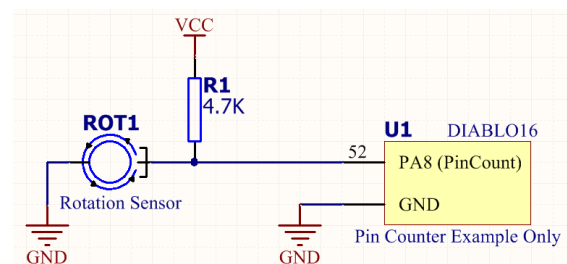 VCC
R1
4.7K
ROT1
Rotation Sensor
GND
52
U1 DIABLO16
PA8 (PinCount)
GND
Pin Counter Example Only
GND